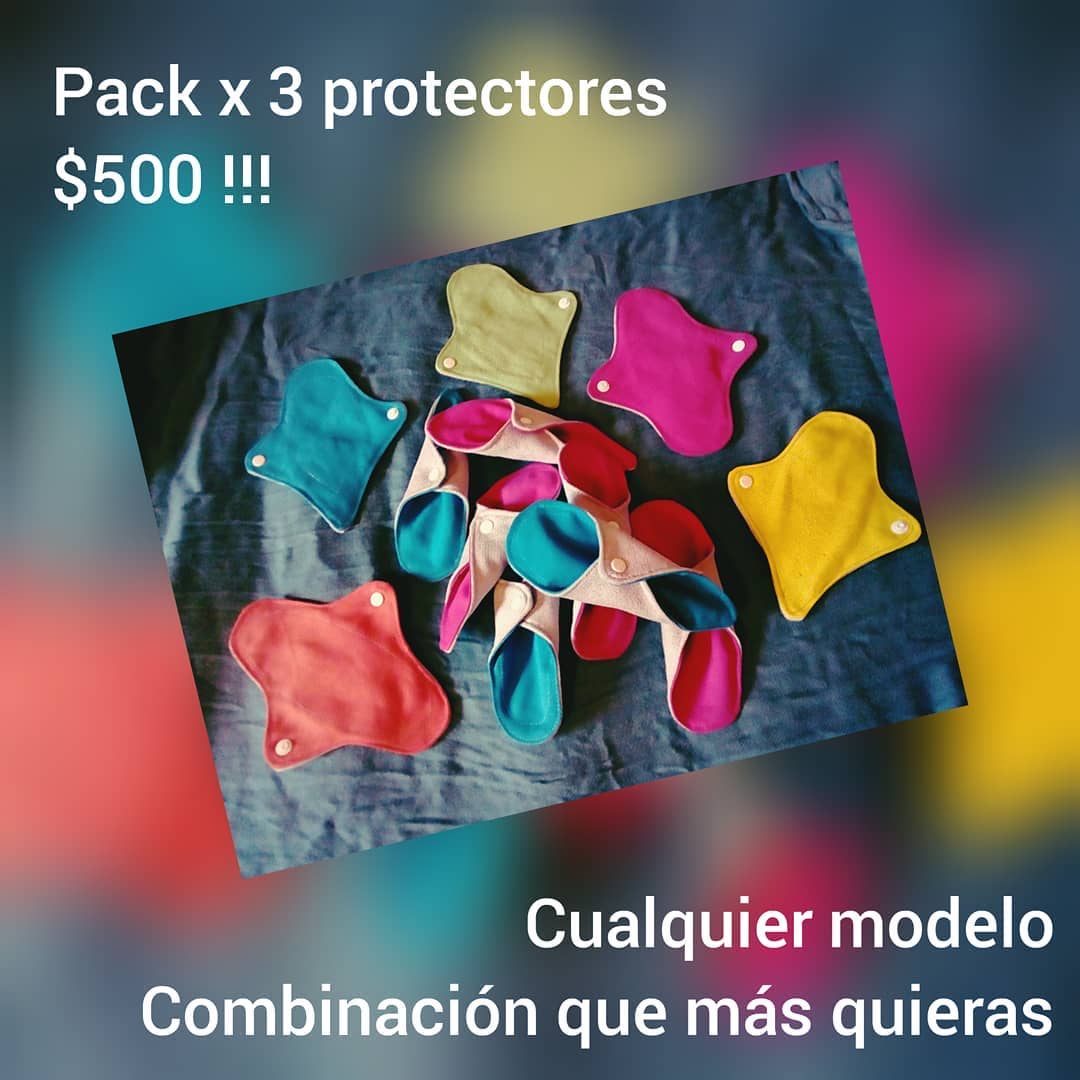 Pack x 3 protectores
$500 !!!
Cualquier modelo
Combinación que más quieras